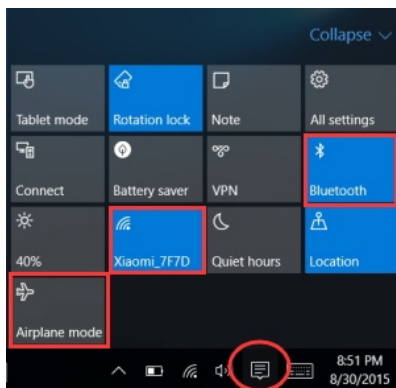 Collapse
Tablet mode
Rotation lock
Note
All settings
Connect
Battery saver
VPN
Bluetooth
40%
Xiaomi_7F7D
Quiet hours
Location
Airplane mode
8:51 PM
8/30/2015